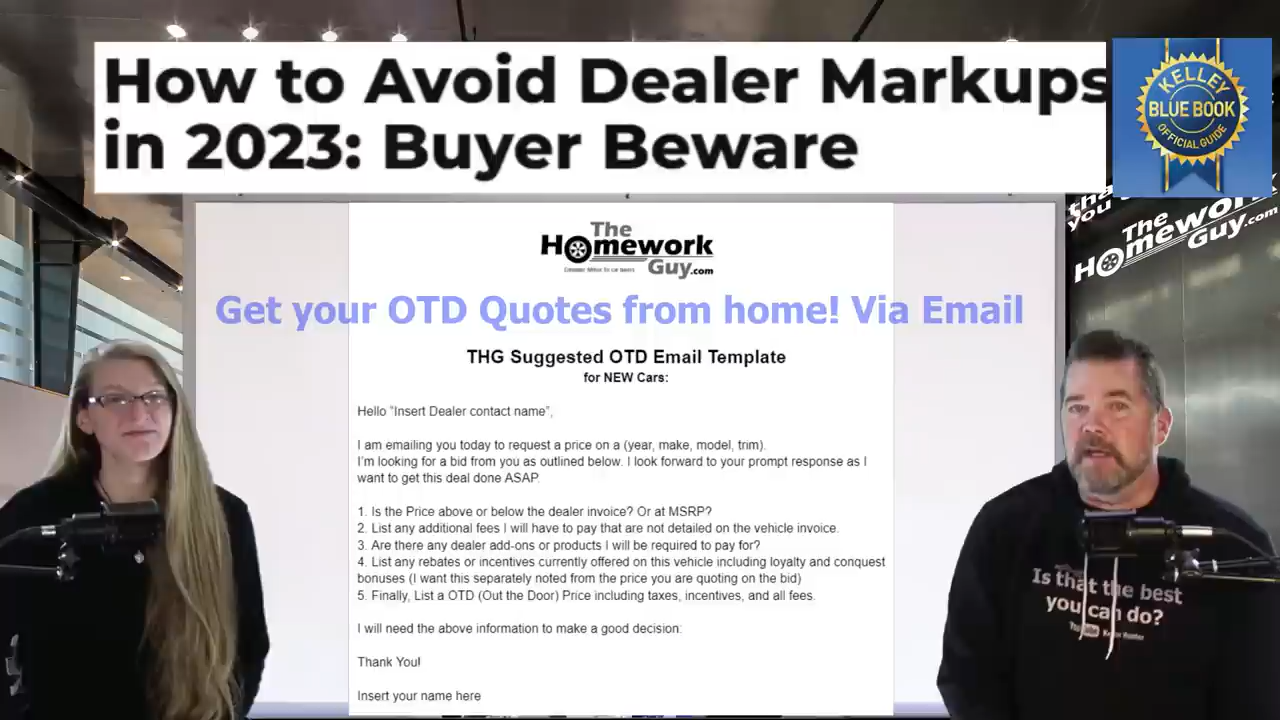 How to Avoid Dealer Markups
in 2023: Buyer Beware
KELLEY
BLUE BOOK
OFFICIAL GUIDE
you
The
Homework
Guy.com
The
Homework
Guy.com
Get your OTD Quotes from home! Via Email
THG Suggested OTD Email Template
for NEW Cars:
Hello "Insert Dealer contact name",
I am emailing you today to request a price on a (year, make, model, trim).
I'm looking for a bid from you as outlined below. I look forward to your prompt response as I
want to get this deal done ASAP.
1. Is the Price above or below the dealer invoice? Or at MSRP?
2. List any additional fees I will have to pay that are not detailed on the vehicle invoice.
3. Are there any dealer add-ons or products I will be required to pay for?
4. List any rebates or incentives currently offered on this vehicle including loyalty and conquest
bonuses (I want this separately noted from the price you are quoting on the bid)
5. Finally, List a OTD (Out the Door) Price including taxes, incentives, and all fees.
I will need the above information to make a good decision:
Thank You!
Insert your name here
Is that the best
you can do?